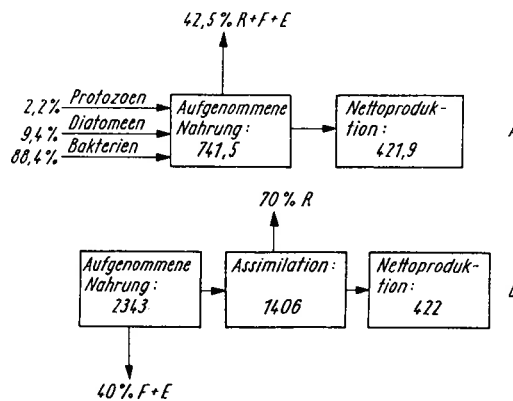 42,5% R+F+E
2,2% Protozoen
9,4% Diatomeen
88,4% Bakterien
Aufgenommene
Nahrung:
741,5
Nettoproduk-
tion:
421,9
70% R
Aufgenommene
Nahrung:
2343
Assimilation:
1406
Nettoproduk-
tion:
422
40% F+E